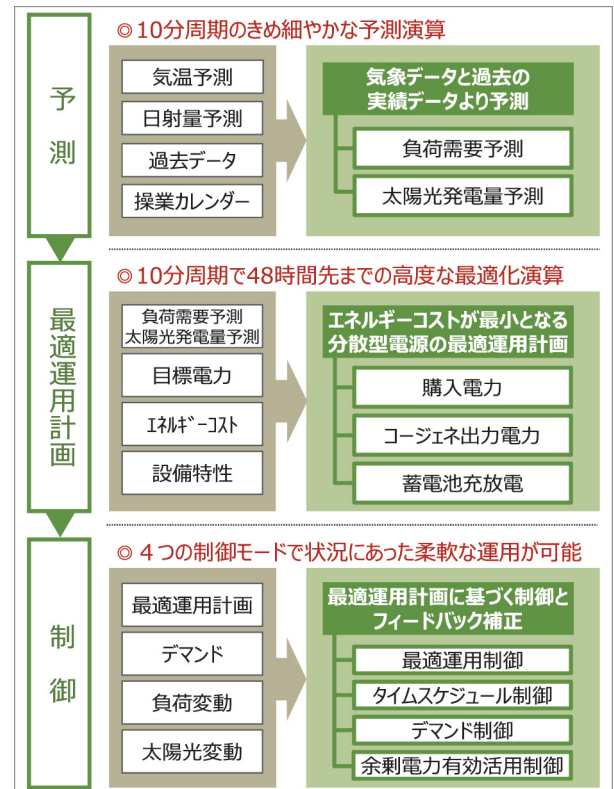 予測
◎10分周期のきめ細やかな予測演算
気温予測
日射量予測
過去データ
操業カレンダー
気象データと過去の
実績データより予測
負荷需要予測
太陽光発電量予測
最適運用計画
◎10分周期で48時間先までの高度な最適化演算
負荷需要予測
太陽光発電量予測
目標電力
エネルギーコスト
設備特性
エネルギーコストが最小となる
分散型電源の最適運用計画
購入電力
コージェネ出力電力
蓄電池充放電
制御
◎４つの制御モードで状況にあった柔軟な運用が可能
最適運用計画
デマンド
負荷変動
太陽光変動
最適運用計画に基づく制御と
フィードバック補正
最適運用制御
タイムスケジュール制御
デマンド制御
余剰電力有効活用制御